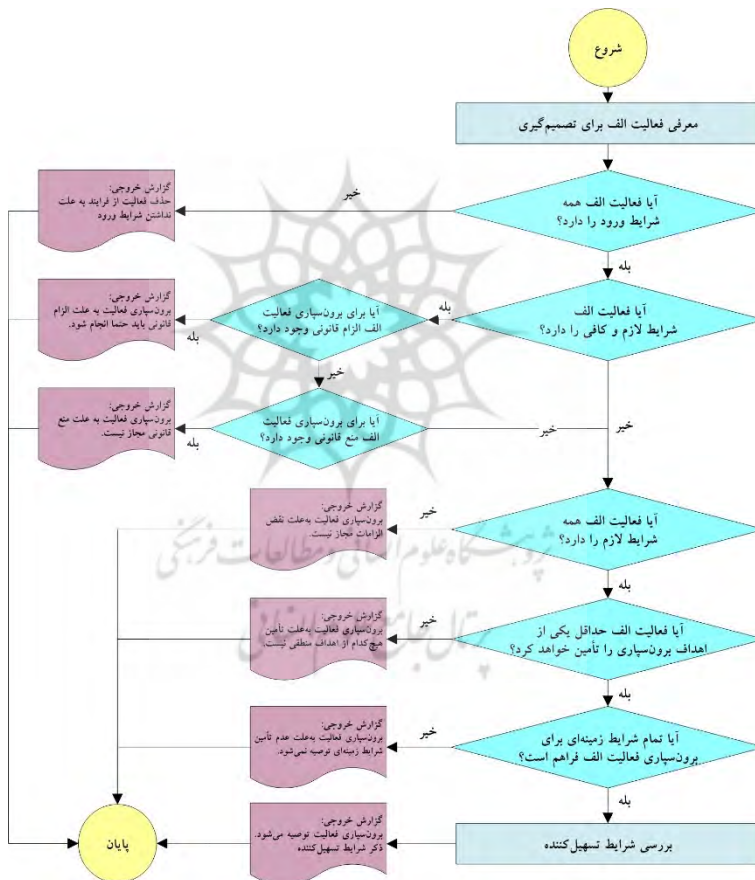 شروع
معرفی فعالیت الف برای تصمیم‌گیری
آیا فعالیت الف همه
شرایط ورود را دارد؟
خیر
گزارش خروجی:
حذف فعالیت از فرایند به علت
نداشتن شرایط ورود
بله
آیا فعالیت الف
شرایط لازم و کافی را دارد؟
بله
آیا برای برون‌سپاری فعالیت
الف الزام قانونی وجود دارد؟
بله
گزارش خروجی:
برون‌سپاری فعالیت به علت الزام
قانونی باید حتما انجام شود.
خیر
آیا برای برون‌سپاری فعالیت
الف منع قانونی وجود دارد؟
بله
گزارش خروجی:
برون‌سپاری فعالیت به علت منع
قانونی مجاز نیست.
خیر
خیر
آیا فعالیت الف همه
شرایط لازم را دارد؟
خیر
گزارش خروجی:
برون‌سپاری فعالیت به‌علت نقض
الزامات مجاز نیست.
بله
پژوهشگاه علوم انسانی و مطالعات فرهنگی
آیا فعالیت الف حداقل یکی از
اهداف برون‌سپاری را تأمین خواهد کرد؟
خیر
گزارش خروجی:
برون‌سپاری فعالیت به‌علت تأمین
هیچ‌کدام از اهداف منطقی نیست.
پرتال جامع علوم انسانی
بله
آیا تمام شرایط زمینه‌ای برای
برون‌سپاری فعالیت الف فراهم است؟
خیر
گزارش خروجی:
برون‌سپاری فعالیت به‌علت عدم تأمین
شرایط زمینه‌ای توصیه نمی‌شود.
بله
بررسی شرایط تسهیل‌کننده
گزارش خروجی:
برون‌سپاری فعالیت توصیه می‌شود.
ذکر شرایط تسهیل‌کننده
پایان